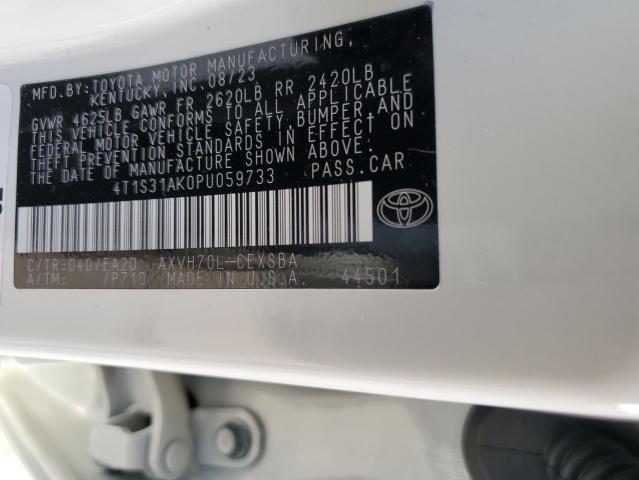 MFD.BY:TOYOTA MOTOR MANUFACTURING,
KENTUCKY, INC. 08/23
GVWR 4625LB GAWR FR 2620LB RR 2420LB
THIS VEHICLE CONFORMS TO ALL APPLICABLE
FEDERAL MOTOR VEHICLE SAFETY, BUMPER, AND
THEFT PREVENTION STANDARDS IN EFFECT ON
THE DATE OF MANUFACTURE SHOWN ABOVE.
4T1S31AK0PU059733 PASS.CAR
C/TR:040/EA20 AXVH70L-CEXSBA
A/TM: /P710 MADE IN U.S.A. 44501